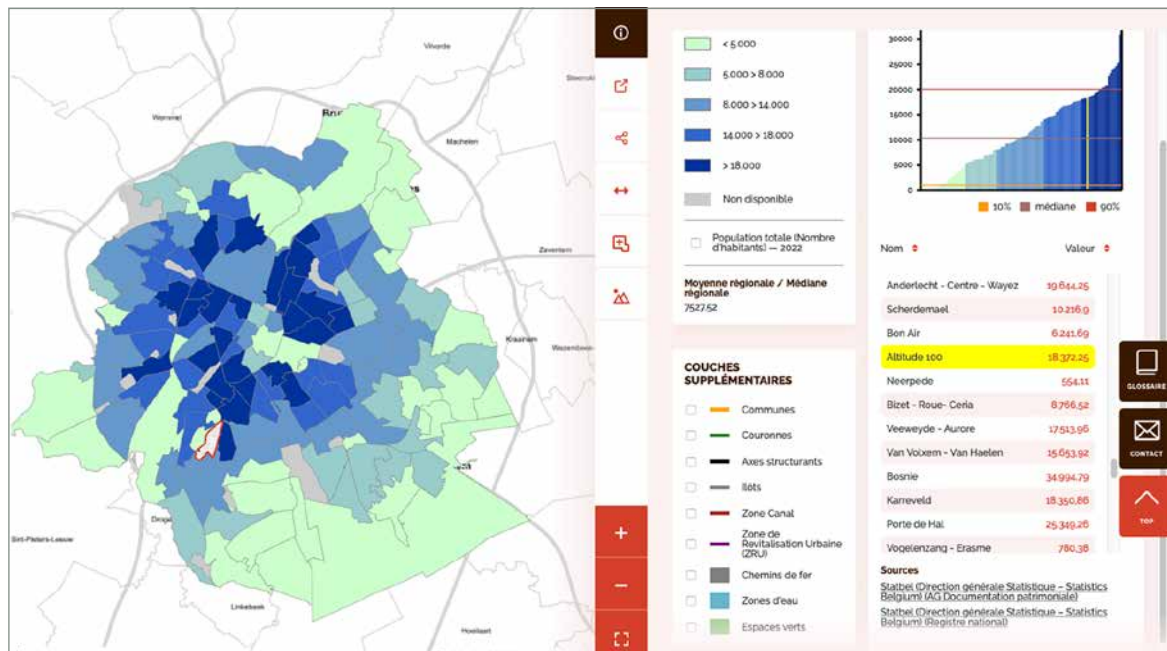 Vilvorde
Wemmel
Bru
Machelen
es
Zaventem
Kraainem
Droge
Sint-Pieters-Leeuw
Linkebeek
Hoeilaart
< 5.000
5.000 > 8.000
8.000 > 14.000
14.000 > 18.000
> 18.000
Non disponible
Population totale (Nombre
d'habitants) — 2022
Moyenne régionale / Médiane
régionale
7527,52
COUCHES
SUPPLÉMENTAIRES
Communes
Couronnes
Axes structurants
Ilôts
Zone Canal
Zone de
Revitalisation Urbaine
(ZRU)
Chemins de fer
Zones d'eau
Espaces verts
30000
25000
20000
15000
10000
5000
0
10% médiane 90%
Nom Valeur
Anderlecht - Centre - Wayez 19.644,25
Scherdemael 10.216,9
Bon Air 6.241,69
Altitude 100 18.372,25
Neerpede 554,11
Bizet - Roue- Ceria 8.766,52
Veeweyde - Aurore 17.513,96
Van Volxem - Van Haelen 15.653,92
Bosnie 34.994,79
Karreveld 18.350,86
Porte de Hal 25.349,26
Vogelenzang - Erasme 780,38
Sources
Statbel (Direction générale Statistique – Statistics
Belgium) (AG Documentation patrimoniale)
Statbel (Direction générale Statistique – Statistics
Belgium) (Registre national)
GLOSSAIRE
CONTACT
TOP